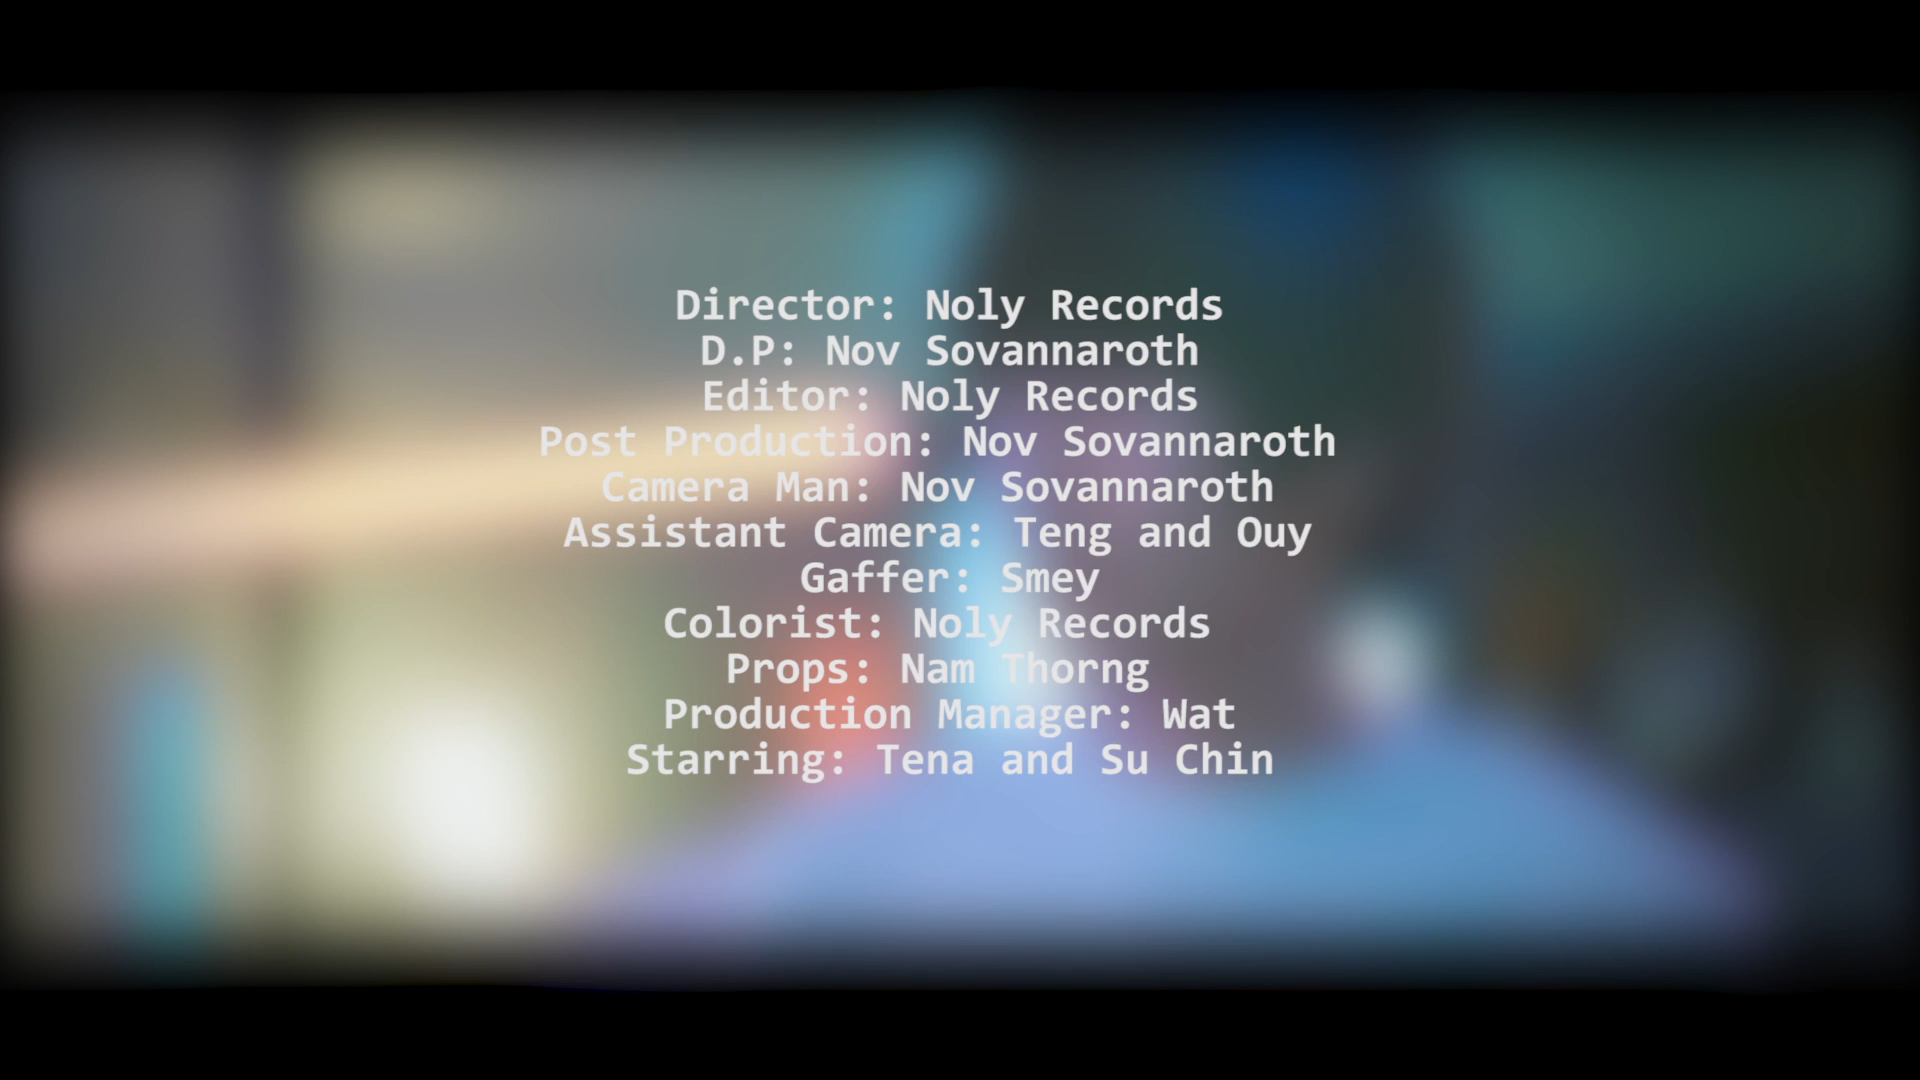 Director: Noly Records
D.P: Nov Sovannaroth
Editor: Noly Records
Post Production: Nov Sovannaroth
Camera Man: Nov Sovannaroth
Assistant Camera: Teng and Ouy
Gaffer: Smey
Colorist: Noly Records
Props: Nam Thorng
Production Manager: Wat
Starring: Tena and Su Chin